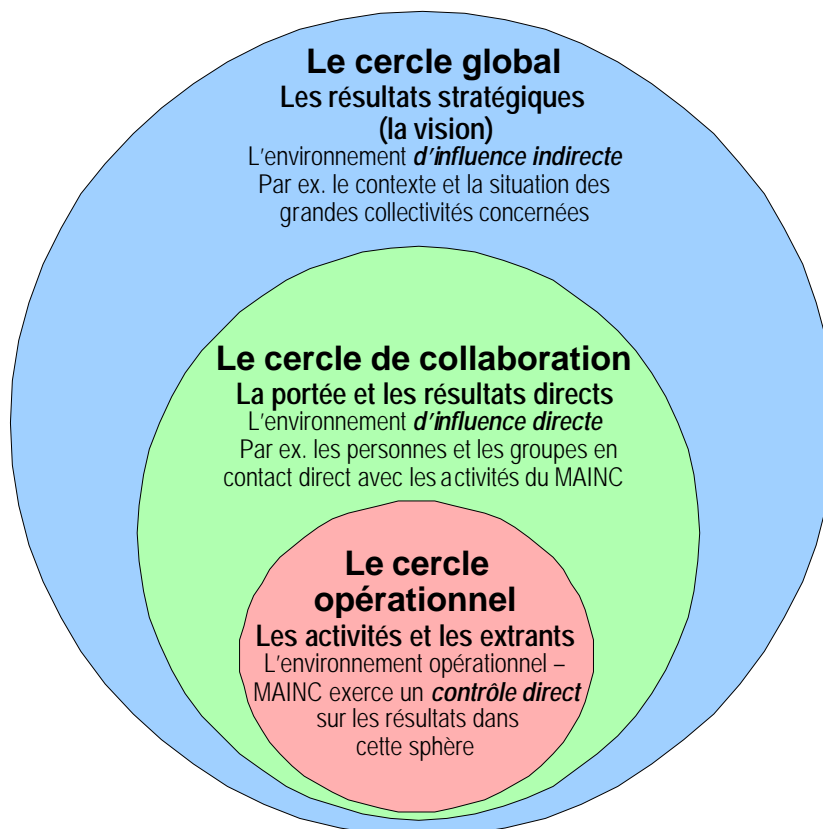 Le cercle global
Les résultats stratégiques
(la vision)
L'environnement d'influence indirecte
Par ex. le contexte et la situation des
grandes collectivités concernées
Le cercle de collaboration
La portée et les résultats directs
L'environnement d'influence directe
Par ex. les personnes et les groupes en
contact direct avec les activités du MAINC
Le cercle
opérationnel
Les activités et les extrants
L'environnement opérationnel –
MAINC exerce un contrôle direct
sur les résultats dans
cette sphère